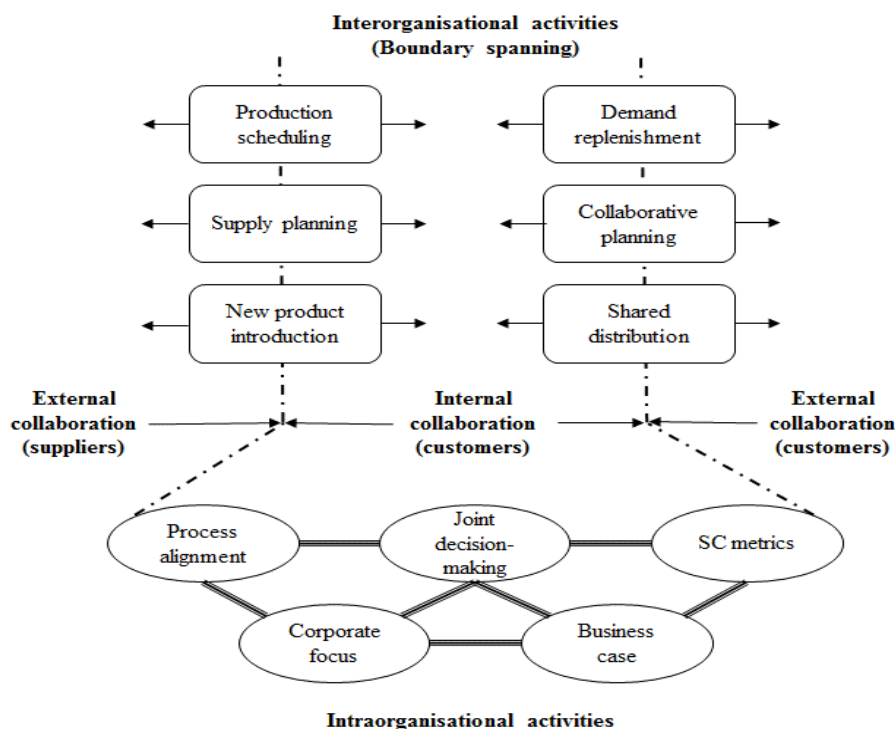 Interorganisational activities
(Boundary spanning)
Production
scheduling
Demand
replenishment
Supply planning
Collaborative
planning
New product
introduction
Shared
distribution
External
collaboration
(suppliers)
Internal
collaboration
(customers)
External
collaboration
(customers)
Process
alignment
Joint
decision-
making
SC metrics
Corporate
focus
Business
case
Intraorganisational activities